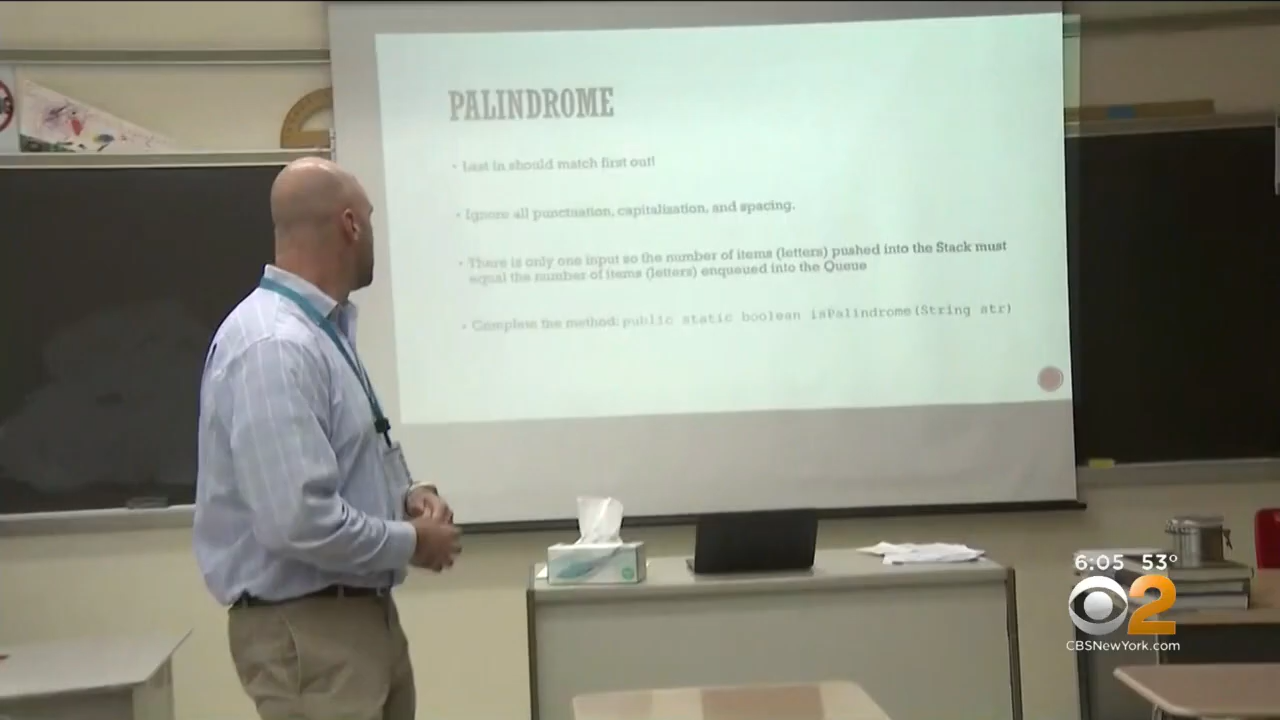 PALINDROME
• Last in should match first out!
• Ignore all punctuation, capitalization, and spacing.
• There is only one input so the number of items (letters) pushed into the Stack must
equal the number of items (letters) enqueued into the Queue
• Complete the method: public static boolean isPalindrome(String str)
6:05 53°
2
CBSNewYork.com